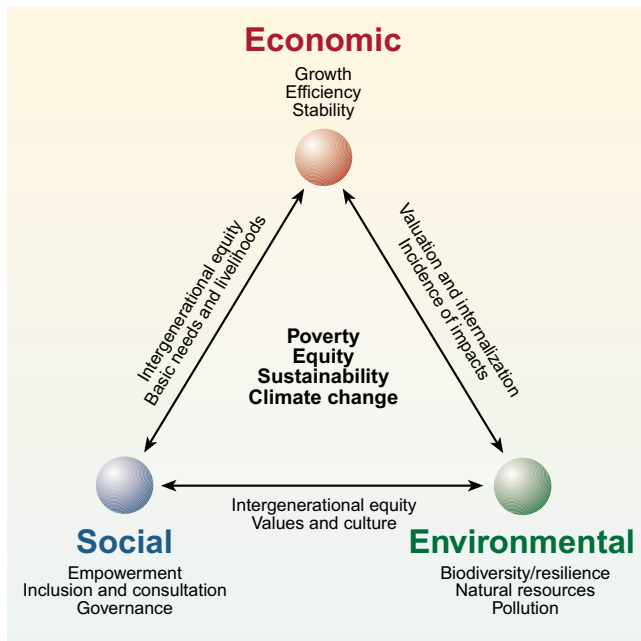 Economic
Growth
Efficiency
Stability
Intergenerational equity
Basic needs and livelihoods
Valuation and internalization
Incidence of impacts
Poverty
Equity
Sustainability
Climate change
Intergenerational equity
Values and culture
Social
Empowerment
Inclusion and consultation
Governance
Environmental
Biodiversity/resilience
Natural resources
Pollution